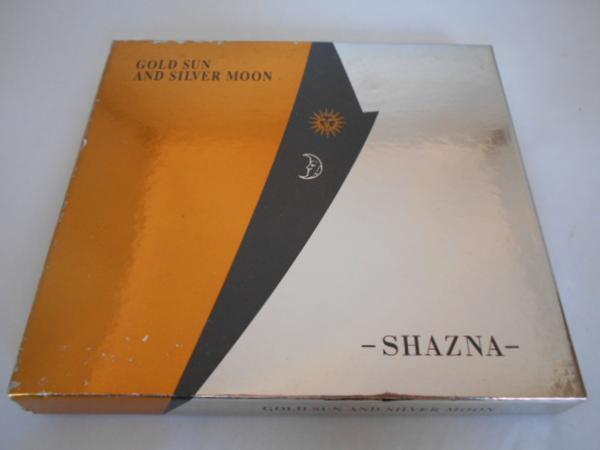 GOLD SUN
AND SILVER MOON
–SHAZNA–
GOLD SUN AND SILVER MOON